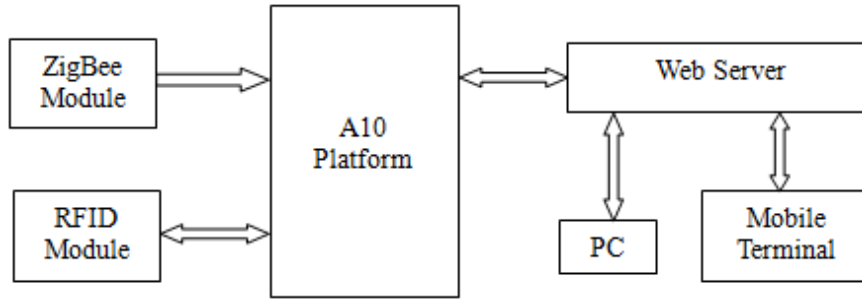 ZigBee
Module
A10
Platform
Web Server
RFID
Module
PC
Mobile
Terminal